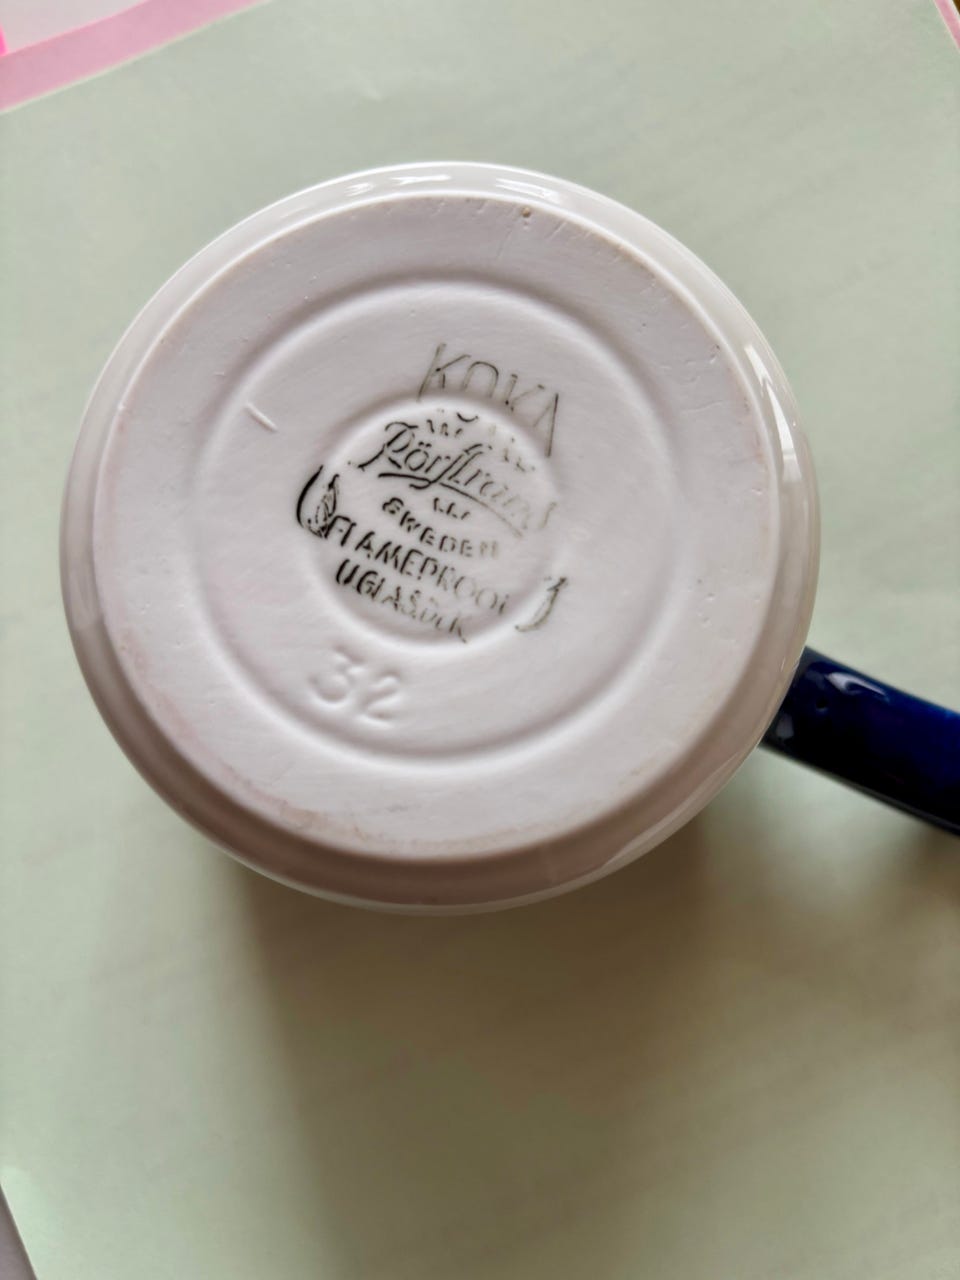 KOKA
Rörstrand
SWEDEN
FLAMEPROOF
32